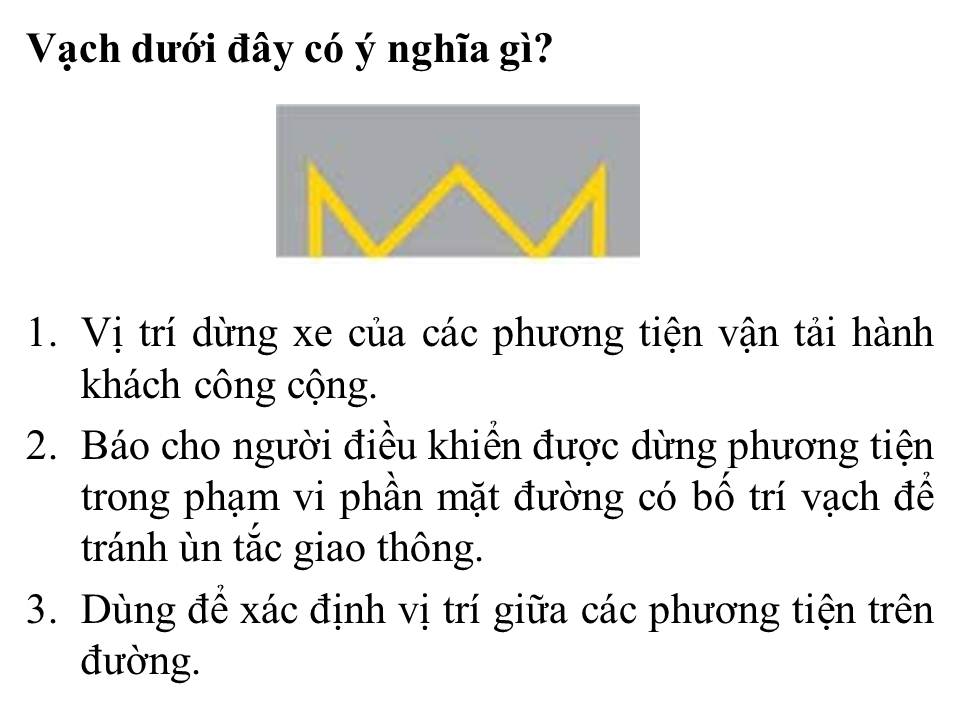 Vạch dưới đây có ý nghĩa gì?
1. Vị trí dừng xe của các phương tiện vận tải hành
khách công cộng.
2. Báo cho người điều khiển được dừng phương tiện
trong phạm vi phần mặt đường có bố trí vạch để
tránh ùn tắc giao thông.
3. Dùng để xác định vị trí giữa các phương tiện trên
đường.